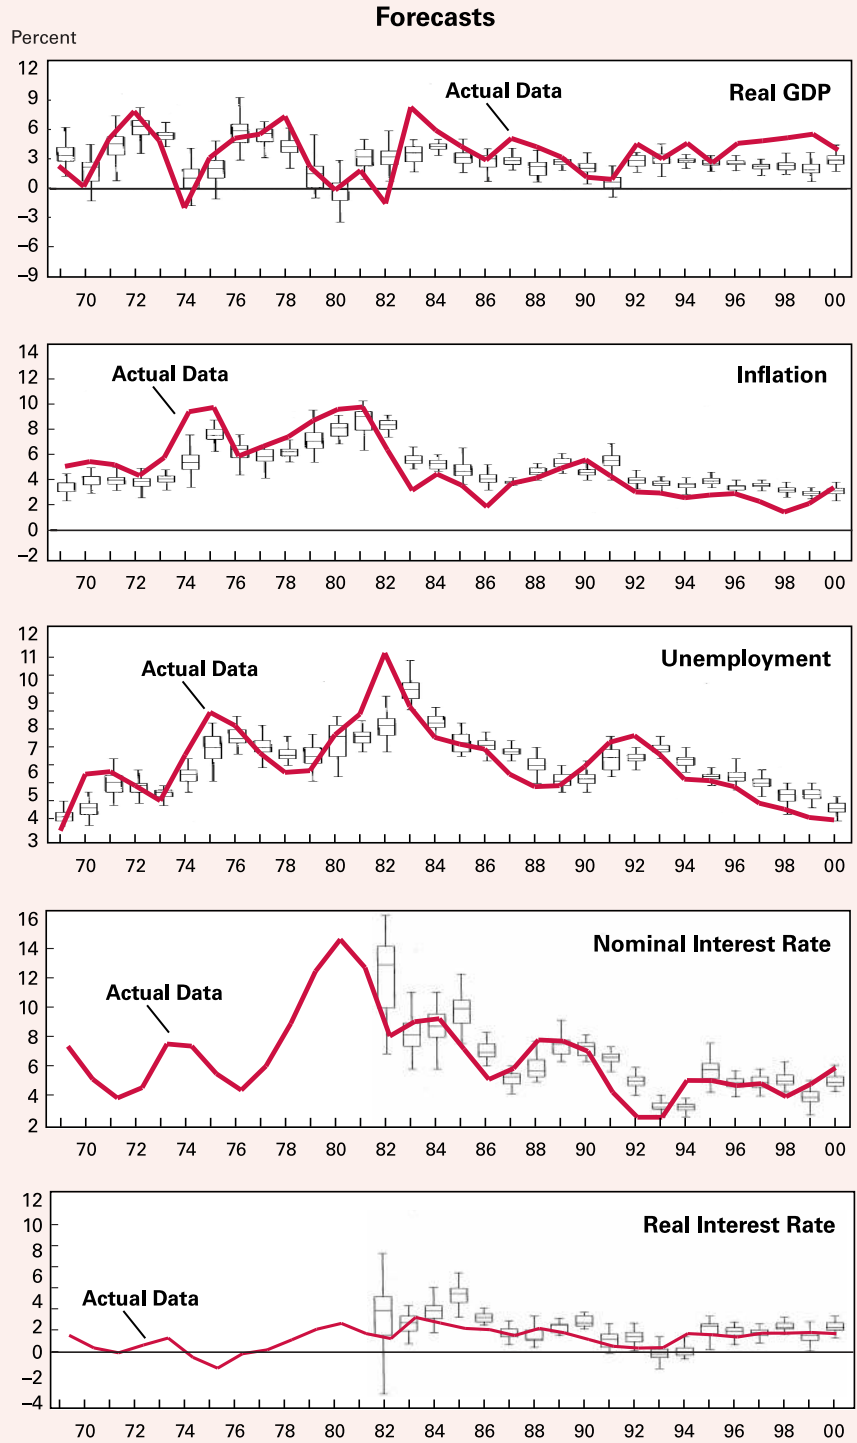 Forecasts
Percent
12
9
6
3
0
–3
–6
–9
Actual Data
Real GDP
70 72 74 76 78 80 82 84 86 88 90 92 94 96 98 00
14
12
10
8
6
4
2
0
–2
Actual Data
Inflation
70 72 74 76 78 80 82 84 86 88 90 92 94 96 98 00
12
11
10
9
8
7
6
5
4
3
Actual Data
Unemployment
70 72 74 76 78 80 82 84 86 88 90 92 94 96 98 00
16
14
12
10
8
6
4
2
Actual Data
Nominal Interest Rate
70 72 74 76 78 80 82 84 86 88 90 92 94 96 98 00
12
10
8
6
4
2
0
–2
–4
Actual Data
Real Interest Rate
70 72 74 76 78 80 82 84 86 88 90 92 94 96 98 00